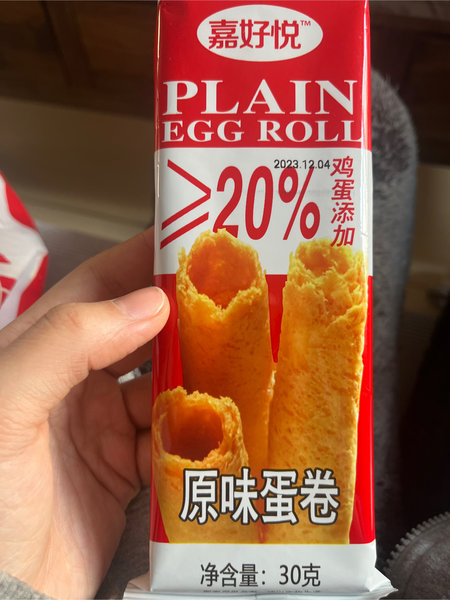 嘉好悦™
PLAIN
EGG ROLL
2023.12.04
≥20%
鸡蛋添加
原味蛋卷
净含量：30克